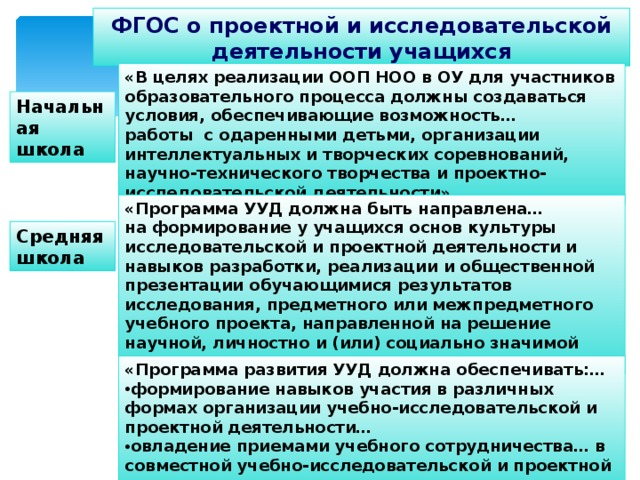 ФГОС о проектной и исследовательской
деятельности учащихся
Начальн
ая
школа
«В целях реализации ООП НОО в ОУ для участников
образовательного процесса должны создаваться
условия, обеспечивающие возможность…
работы  с одаренными детьми, организации
интеллектуальных и творческих соревнований,
научно-технического творчества и проектно-
исследовательской деятельности»
Средняя
школа
«Программа УУД должна быть направлена…
на формирование у учащихся основ культуры
исследовательской и проектной деятельности и
навыков разработки, реализации и общественной
презентации обучающимися результатов
исследования, предметного или межпредметного
учебного проекта, направленной на решение
научной, личностно и (или) социально значимой
«Программа развития УУД должна обеспечивать:…
•формирование навыков участия в различных
формах организации учебно-исследовательской и
проектной деятельности…
•овладение приемами учебного сотрудничества… в
совместной учебно-исследовательской и проектной